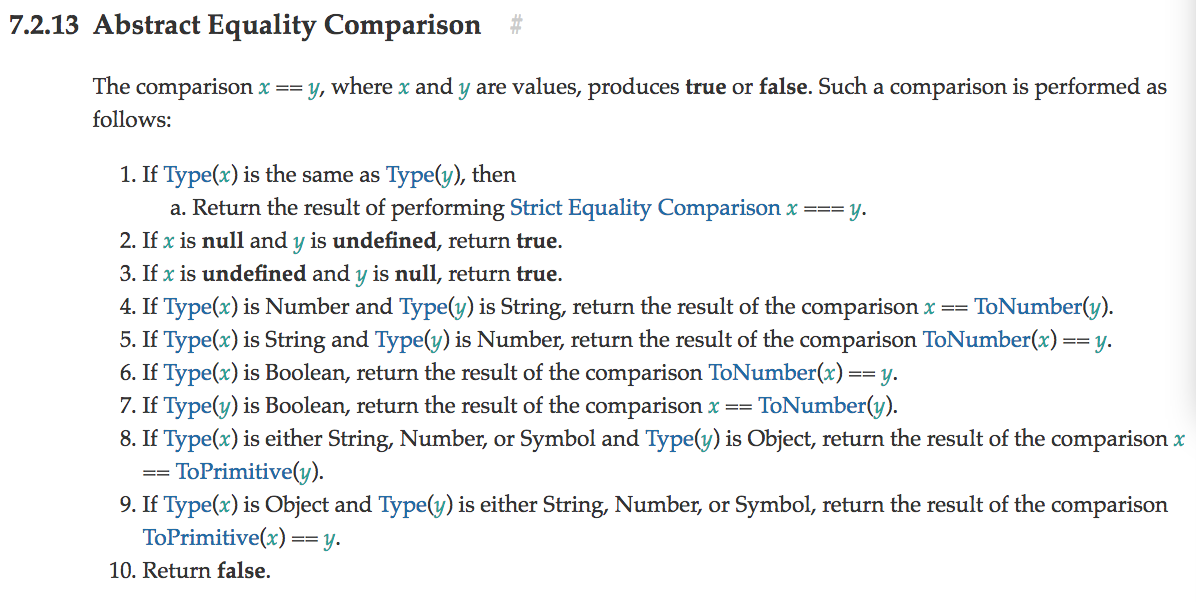 7.2.13 Abstract Equality Comparison #
The comparison x == y, where x and y are values, produces true or false. Such a comparison is performed as
follows:
1. If Type(x) is the same as Type(y), then
a. Return the result of performing Strict Equality Comparison x === y.
2. If x is null and y is undefined, return true.
3. If x is undefined and y is null, return true.
4. If Type(x) is Number and Type(y) is String, return the result of the comparison x == ToNumber(y).
5. If Type(x) is String and Type(y) is Number, return the result of the comparison ToNumber(x) == y.
6. If Type(x) is Boolean, return the result of the comparison ToNumber(x) == y.
7. If Type(y) is Boolean, return the result of the comparison x == ToNumber(y).
8. If Type(x) is either String, Number, or Symbol and Type(y) is Object, return the result of the comparison x
== ToPrimitive(y).
9. If Type(x) is Object and Type(y) is either String, Number, or Symbol, return the result of the comparison
ToPrimitive(x) == y.
10. Return false.